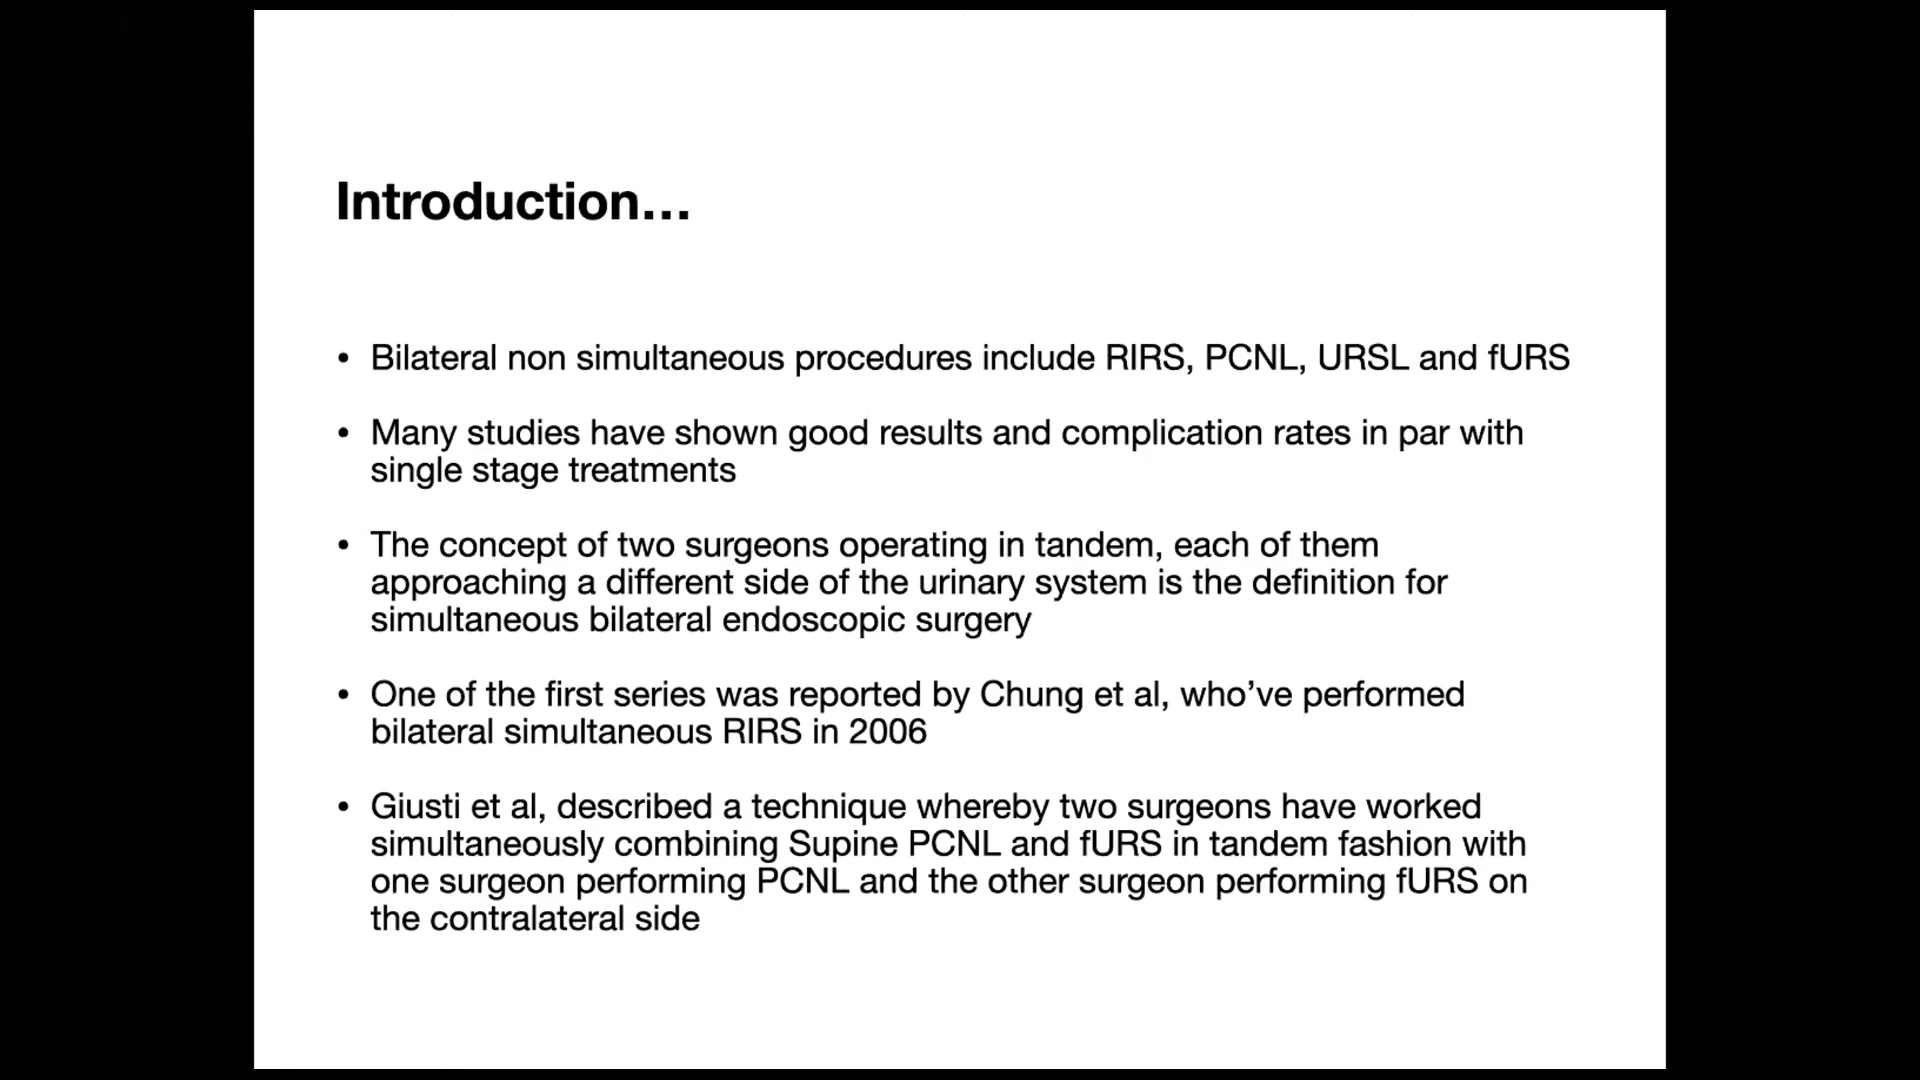 Introduction…
• Bilateral non simultaneous procedures include RIRS, PCNL, URSL and fURS
• Many studies have shown good results and complication rates in par with
single stage treatments
• The concept of two surgeons operating in tandem, each of them
approaching a different side of the urinary system is the definition for
simultaneous bilateral endoscopic surgery
• One of the first series was reported by Chung et al, who’ve performed
bilateral simultaneous RIRS in 2006
• Giusti et al, described a technique whereby two surgeons have worked
simultaneously combining Supine PCNL and fURS in tandem fashion with
one surgeon performing PCNL and the other surgeon performing fURS on
the contralateral side